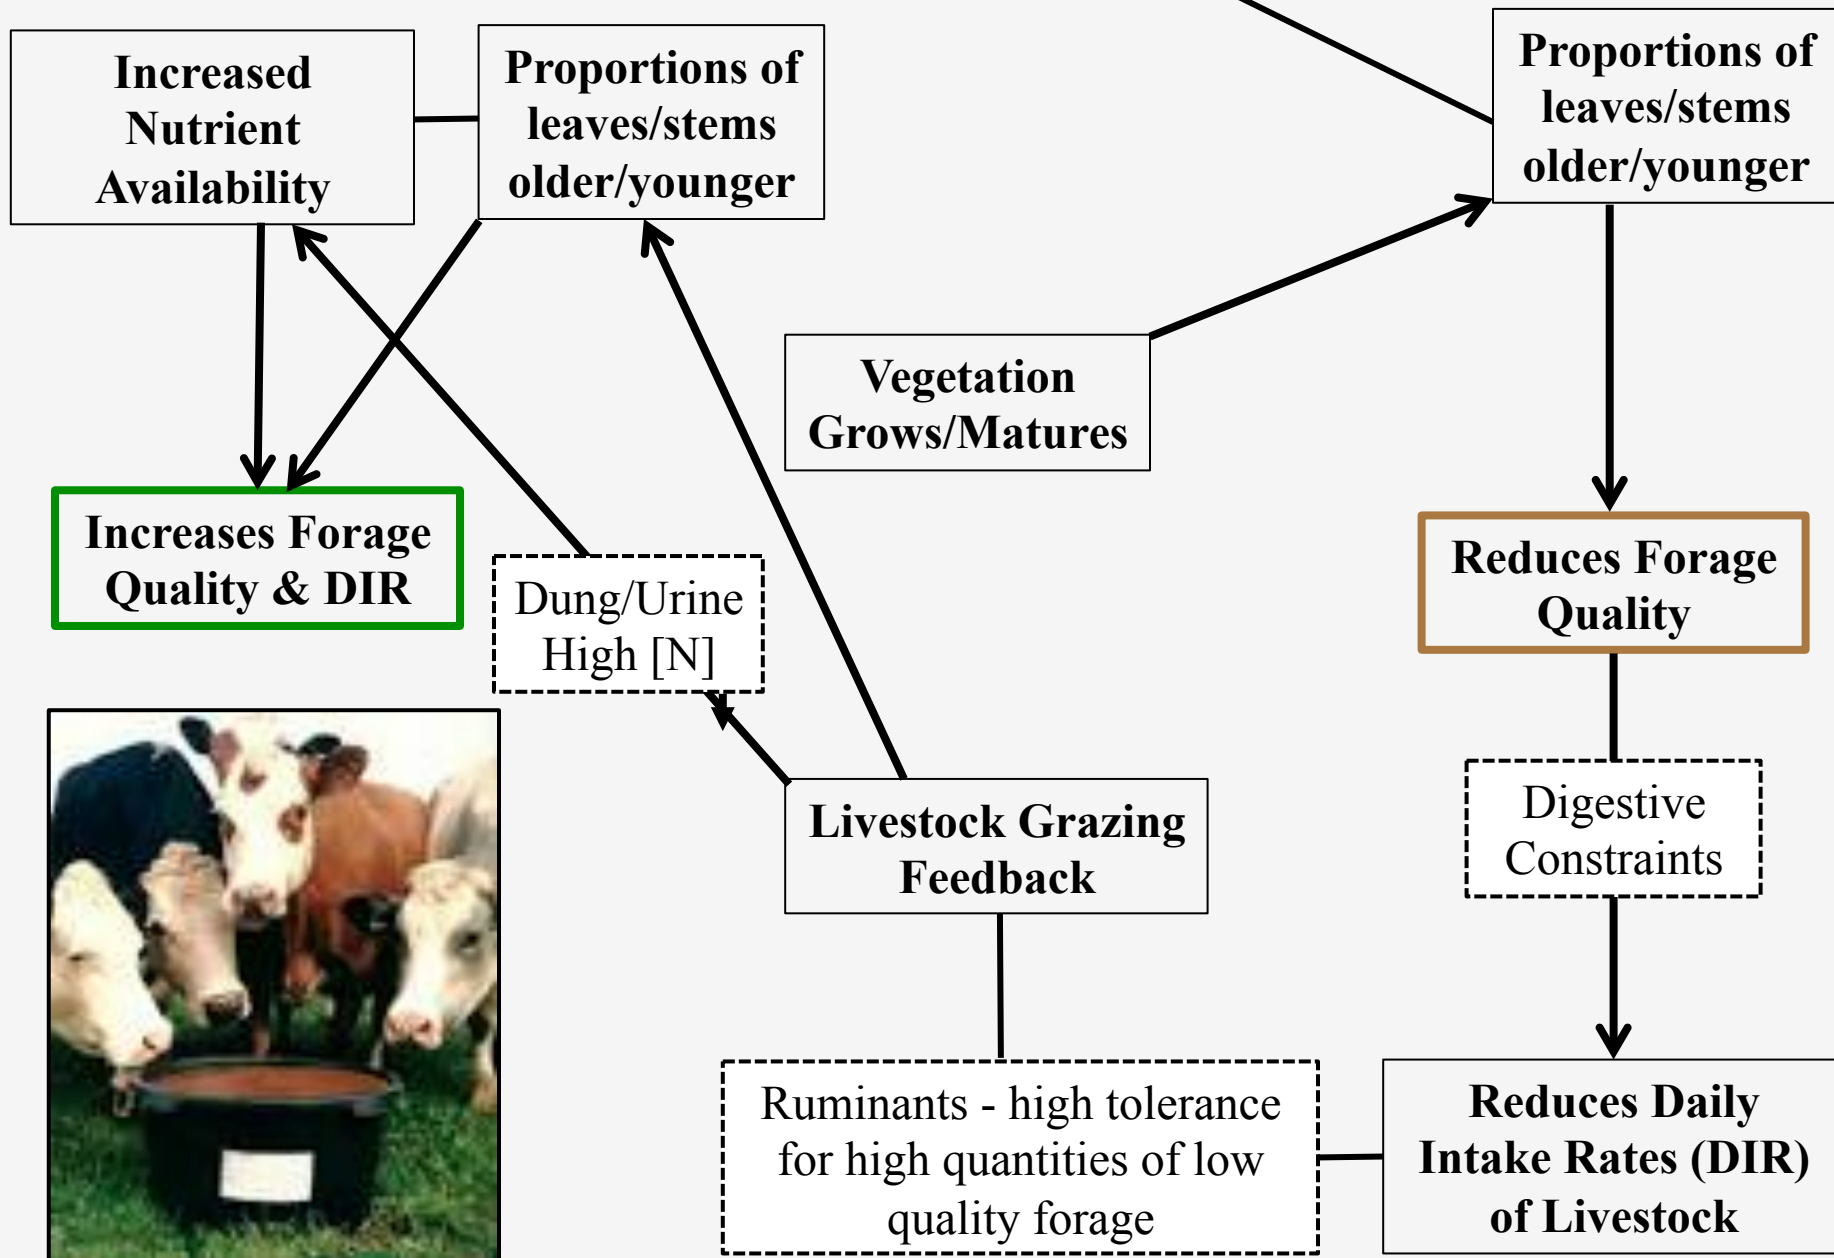 Increased
Nutrient
Availability
Proportions of
leaves/stems
older/younger
Proportions of
leaves/stems
older/younger
Vegetation
Grows/Matures
Increases Forage
Quality & DIR
Dung/Urine
High [N]
Reduces Forage
Quality
Livestock Grazing
Feedback
Digestive
Constraints
Ruminants - high tolerance
for high quantities of low
quality forage
Reduces Daily
Intake Rates (DIR)
of Livestock